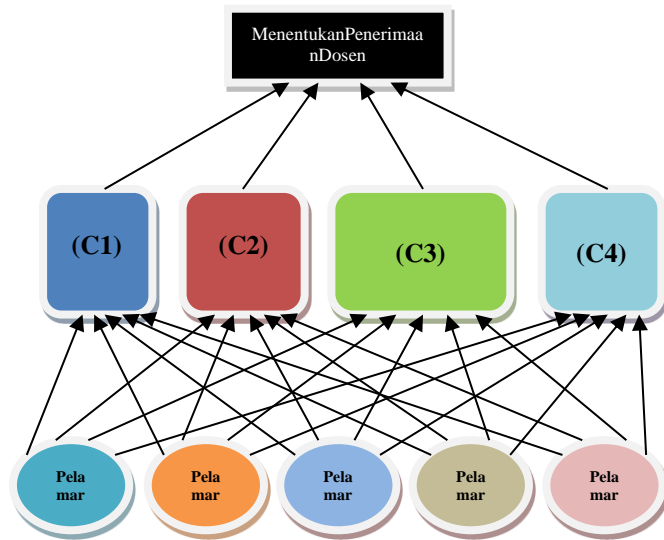 MenentukanPenerimaa
nDosen
(C1)
(C2)
(C3)
(C4)
Pela
mar
Pela
mar
Pela
mar
Pela
mar
Pela
mar